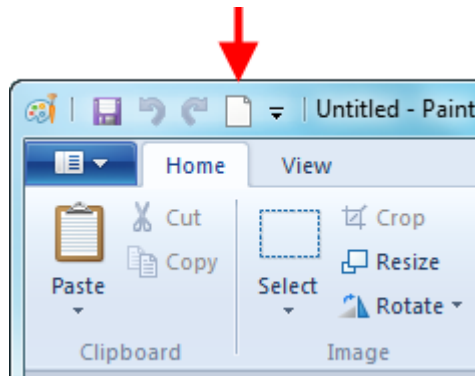 Untitled - Paint
Home View
Cut
Copy
Paste
Clipboard
Crop
Resize
Rotate
Select
Image